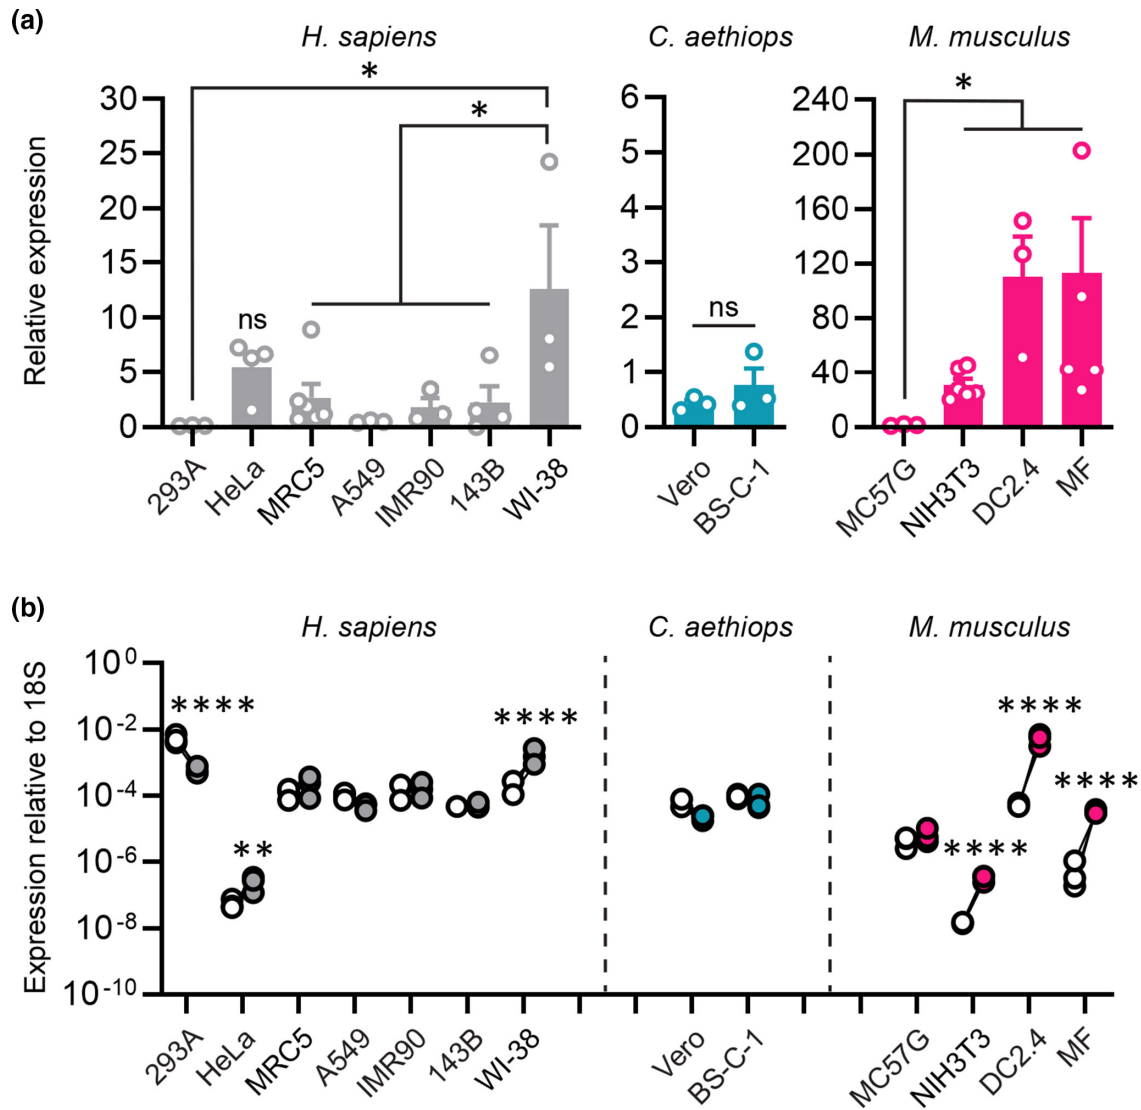 (a)
H. sapiens
C. aethiops
M. musculus
Relative expression
30
25
20
15
10
5
0
*
*
ns
293A
HeLa
MRC5
A549
IMR90
143B
WI-38
6
5
4
3
2
1
0
ns
Vero
BS-C-1
240
200
160
120
80
40
0
*
MC57G
NIH3T3
DC2.4
MF
(b)
H. sapiens
C. aethiops
M. musculus
Expression relative to 18S
10⁰
10⁻²
10⁻⁴
10⁻⁶
10⁻⁸
10⁻¹⁰
****
**
****
****
****
****
293A
HeLa
MRC5
A549
IMR90
143B
WI-38
Vero
BS-C-1
MC57G
NIH3T3
DC2.4
MF